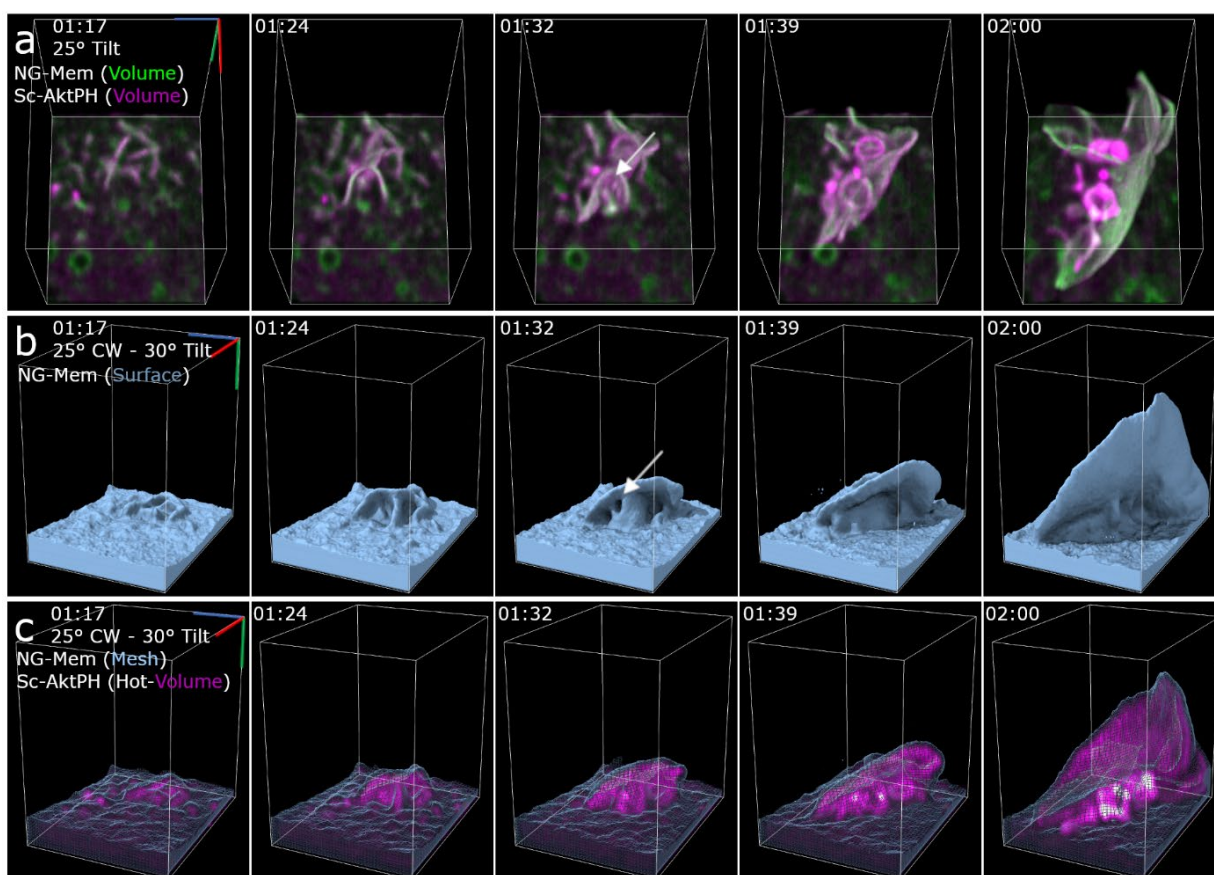 a
01:17
25° Tilt
NG-Mem (Volume)
Sc-AktPH (Volume)
01:24
01:32
01:39
02:00
b
01:17
25° CW - 30° Tilt
NG-Mem (Surface)
01:24
01:32
01:39
02:00
c
01:17
25° CW - 30° Tilt
NG-Mem (Mesh)
Sc-AktPH (Hot-Volume)
01:24
01:32
01:39
02:00